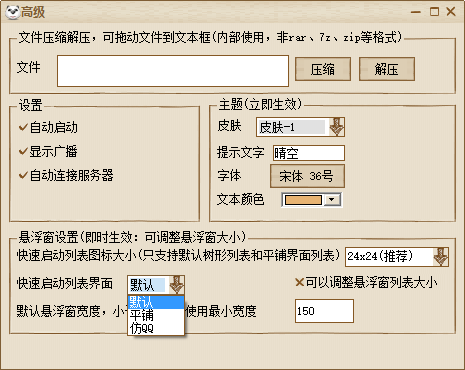 高级
文件压缩解压，可拖动文件到文本框(内部使用，非rar、7z、zip等格式)
文件
压缩
解压
设置
自动启动
显示广播
自动连接服务器
主题(立即生效)
皮肤
皮肤-1
提示文字
晴空
字体
宋体 36号
文本颜色
悬浮窗设置(即时生效：可调整悬浮窗大小)
快速启动列表图标大小(只支持默认树形列表和平铺界面列表)
24x24(推荐)
快速启动列表界面
默认
可以调整悬浮窗列表大小
默认
平铺
仿QQ
默认悬浮窗宽度，小
使用最小宽度
150